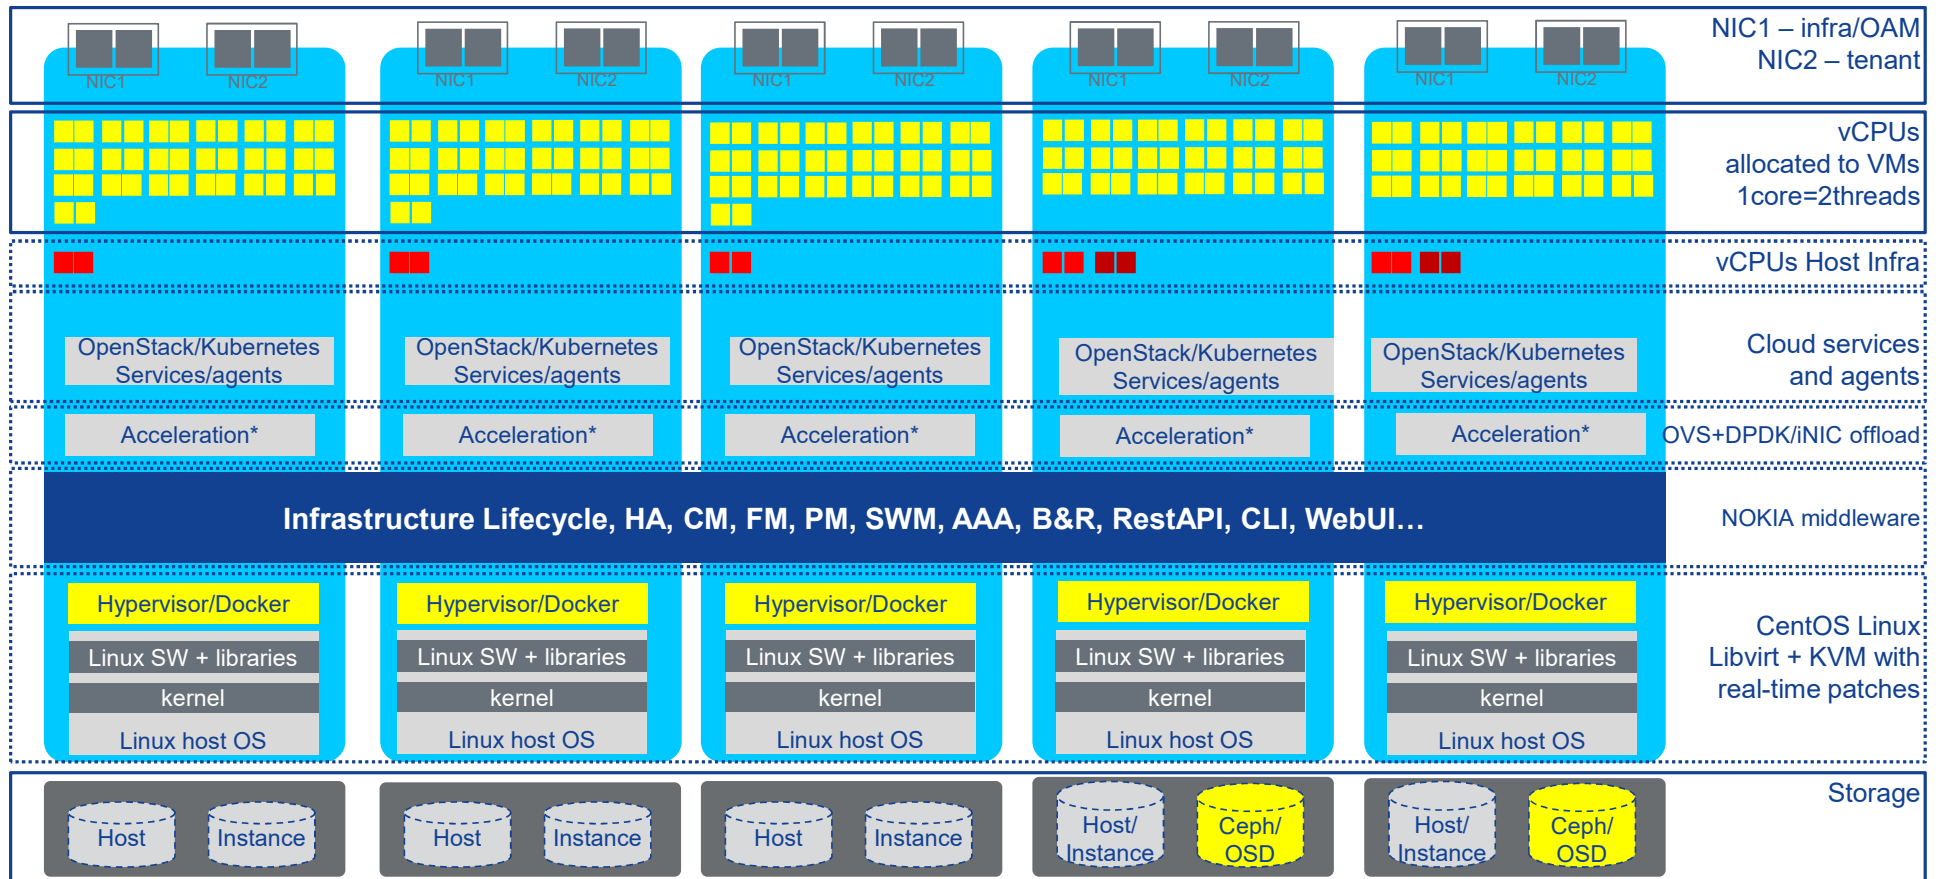 NIC1 – infra/OAM
NIC2 – tenant
NIC1
NIC2
NIC1
NIC2
NIC1
NIC2
NIC1
NIC2
NIC1
NIC2
vCPUs
allocated to VMs
1core=2threads
vCPUs Host Infra
OpenStack/Kubernetes
Services/agents
OpenStack/Kubernetes
Services/agents
OpenStack/Kubernetes
Services/agents
OpenStack/Kubernetes
Services/agents
OpenStack/Kubernetes
Services/agents
Cloud services
and agents
Acceleration*
Acceleration*
Acceleration*
Acceleration*
Acceleration*
OVS+DPDK/iNIC offload
Infrastructure Lifecycle, HA, CM, FM, PM, SWM, AAA, B&R, RestAPI, CLI, WebUI…
NOKIA middleware
Hypervisor/Docker
Hypervisor/Docker
Hypervisor/Docker
Hypervisor/Docker
Hypervisor/Docker
Linux SW + libraries
Linux SW + libraries
Linux SW + libraries
Linux SW + libraries
Linux SW + libraries
kernel
kernel
kernel
kernel
kernel
Linux host OS
Linux host OS
Linux host OS
Linux host OS
Linux host OS
CentOS Linux
Libvirt + KVM with
real-time patches
Storage
Host
Instance
Host
Instance
Host
Instance
Host/
Instance
Ceph/
OSD
Host/
Instance
Ceph/
OSD